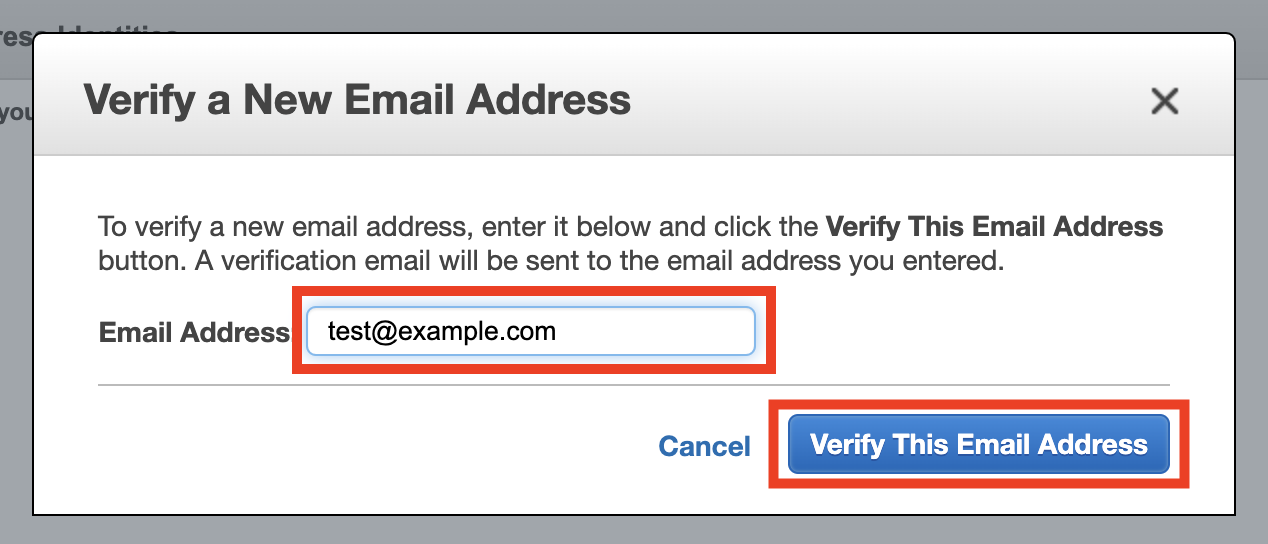 Verify a New Email Address
To verify a new email address, enter it below and click the Verify This Email Address
button. A verification email will be sent to the email address you entered.
Email Address
test@example.com
Cancel
Verify This Email Address